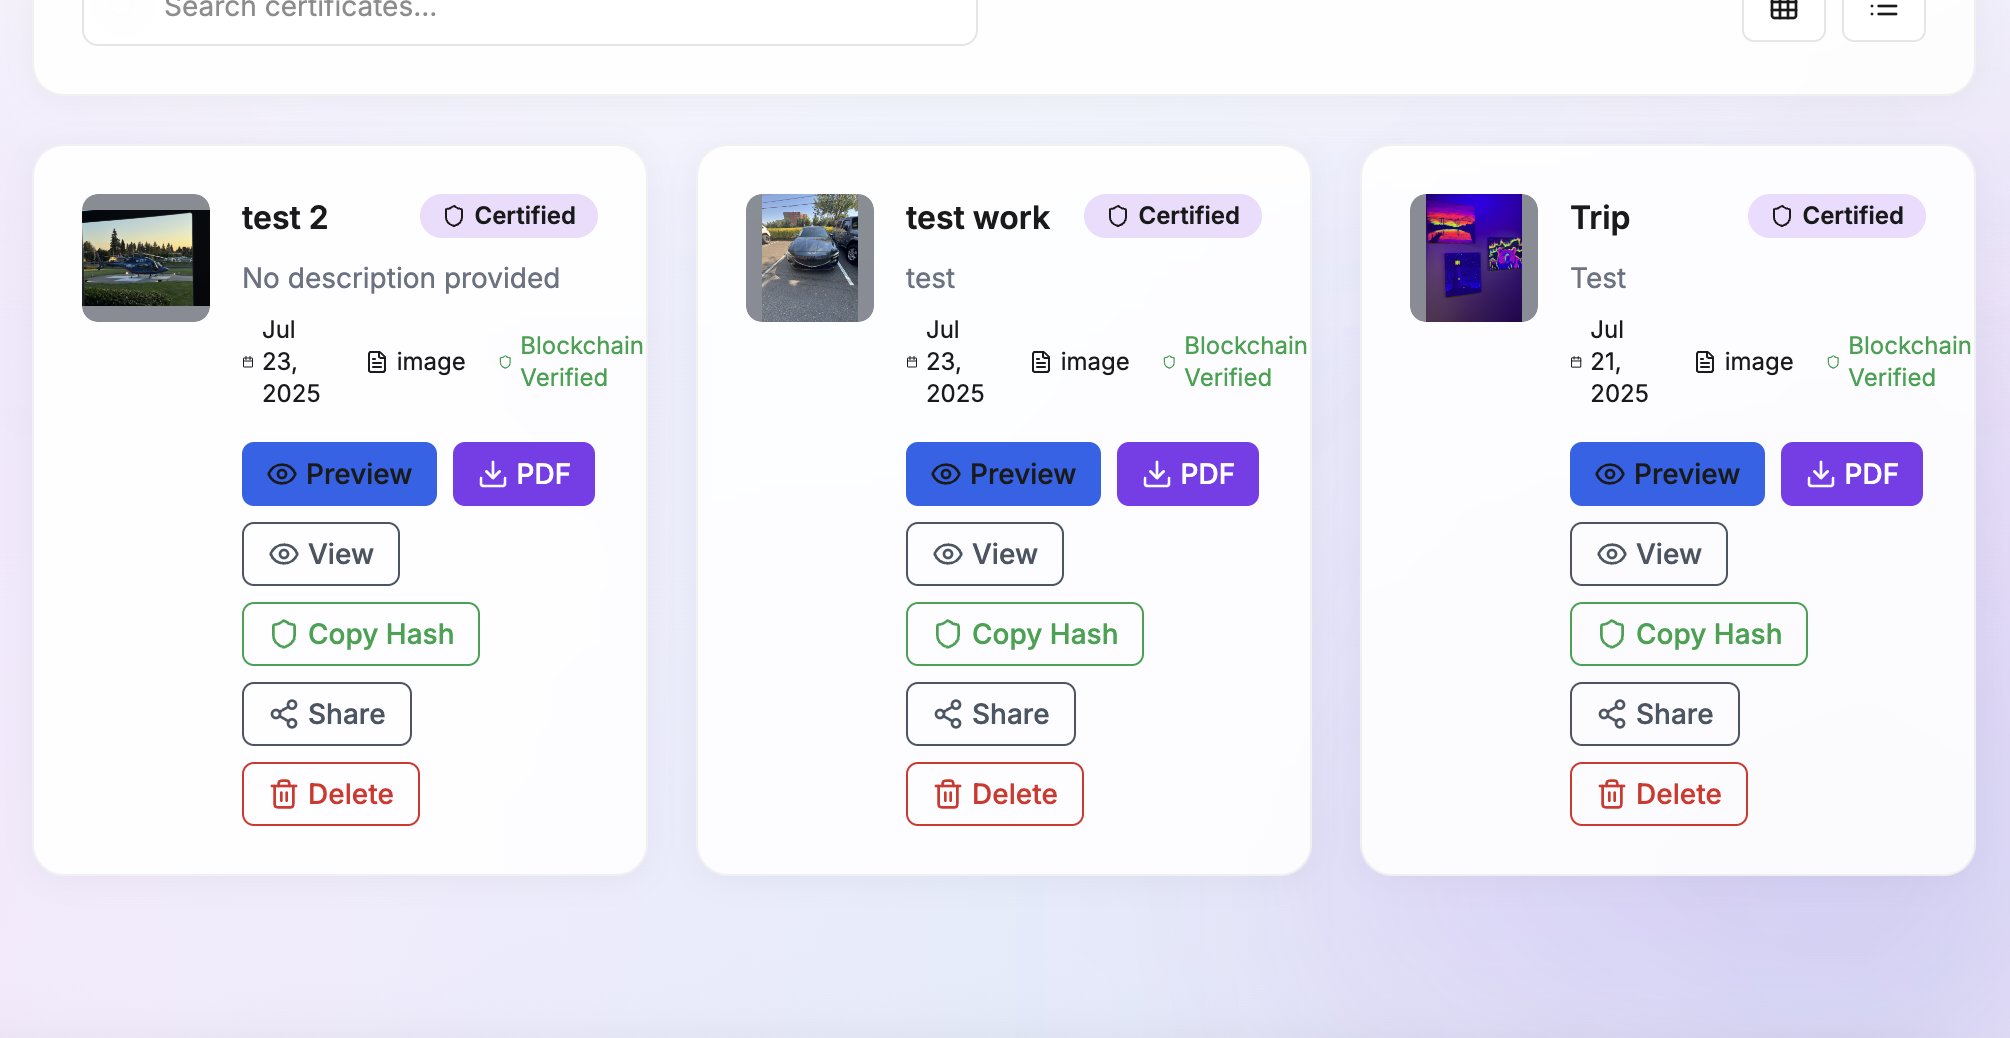 Search certificates...
test 2
Certified
No description provided
Jul 23, 2025
image
Blockchain Verified
Preview
PDF
View
Copy Hash
Share
Delete
test work
Certified
test
Jul 23, 2025
image
Blockchain Verified
Preview
PDF
View
Copy Hash
Share
Delete
Trip
Certified
Test
Jul 21, 2025
image
Blockchain Verified
Preview
PDF
View
Copy Hash
Share
Delete